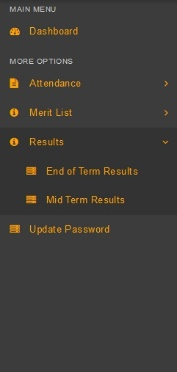 MAIN MENU
Dashboard
MORE OPTIONS
Attendance
Merit List
Results
End of Term Results
Mid Term Results
Update Password